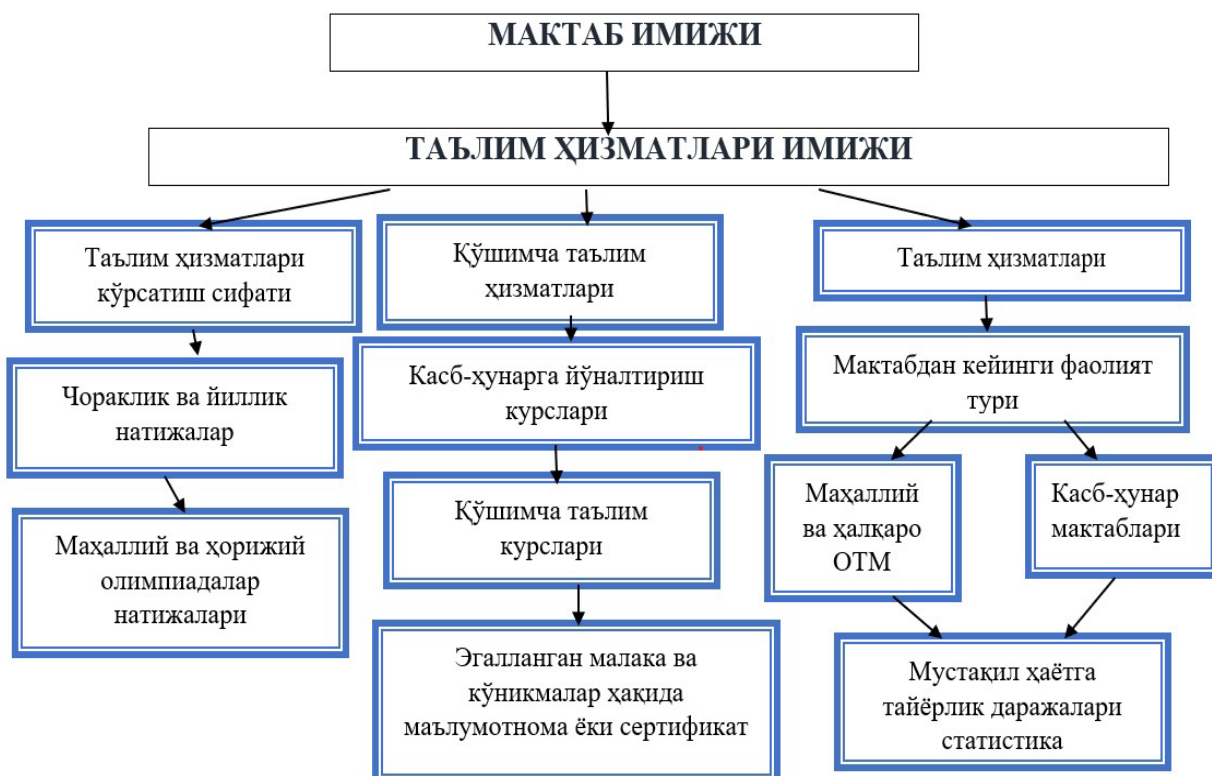 МАКТАБ ИМИЖИ
ТАЪЛИМ ҲИЗМАТЛАРИ ИМИЖИ
Таълим ҳизматлари
кўрсатиш сифати
Чораклик ва йиллик
натижалар
Маҳаллий ва ҳорижий
олимпиадалар
натижалари
Қўшимча таълим
ҳизматлари
Касб-ҳунарга йўналтириш
курслари
Қўшимча таълим
курслари
Эгалланган малака ва
кўникмалар ҳақида
маълумотнома ёки сертификат
Таълим ҳизматлари
Мактабдан кейинги фаолият
тури
Маҳаллий
ва ҳалқаро
ОТМ
Касб-ҳунар
мактаблари
Мустақил ҳаётга
тайёрлик даражалари
статистика